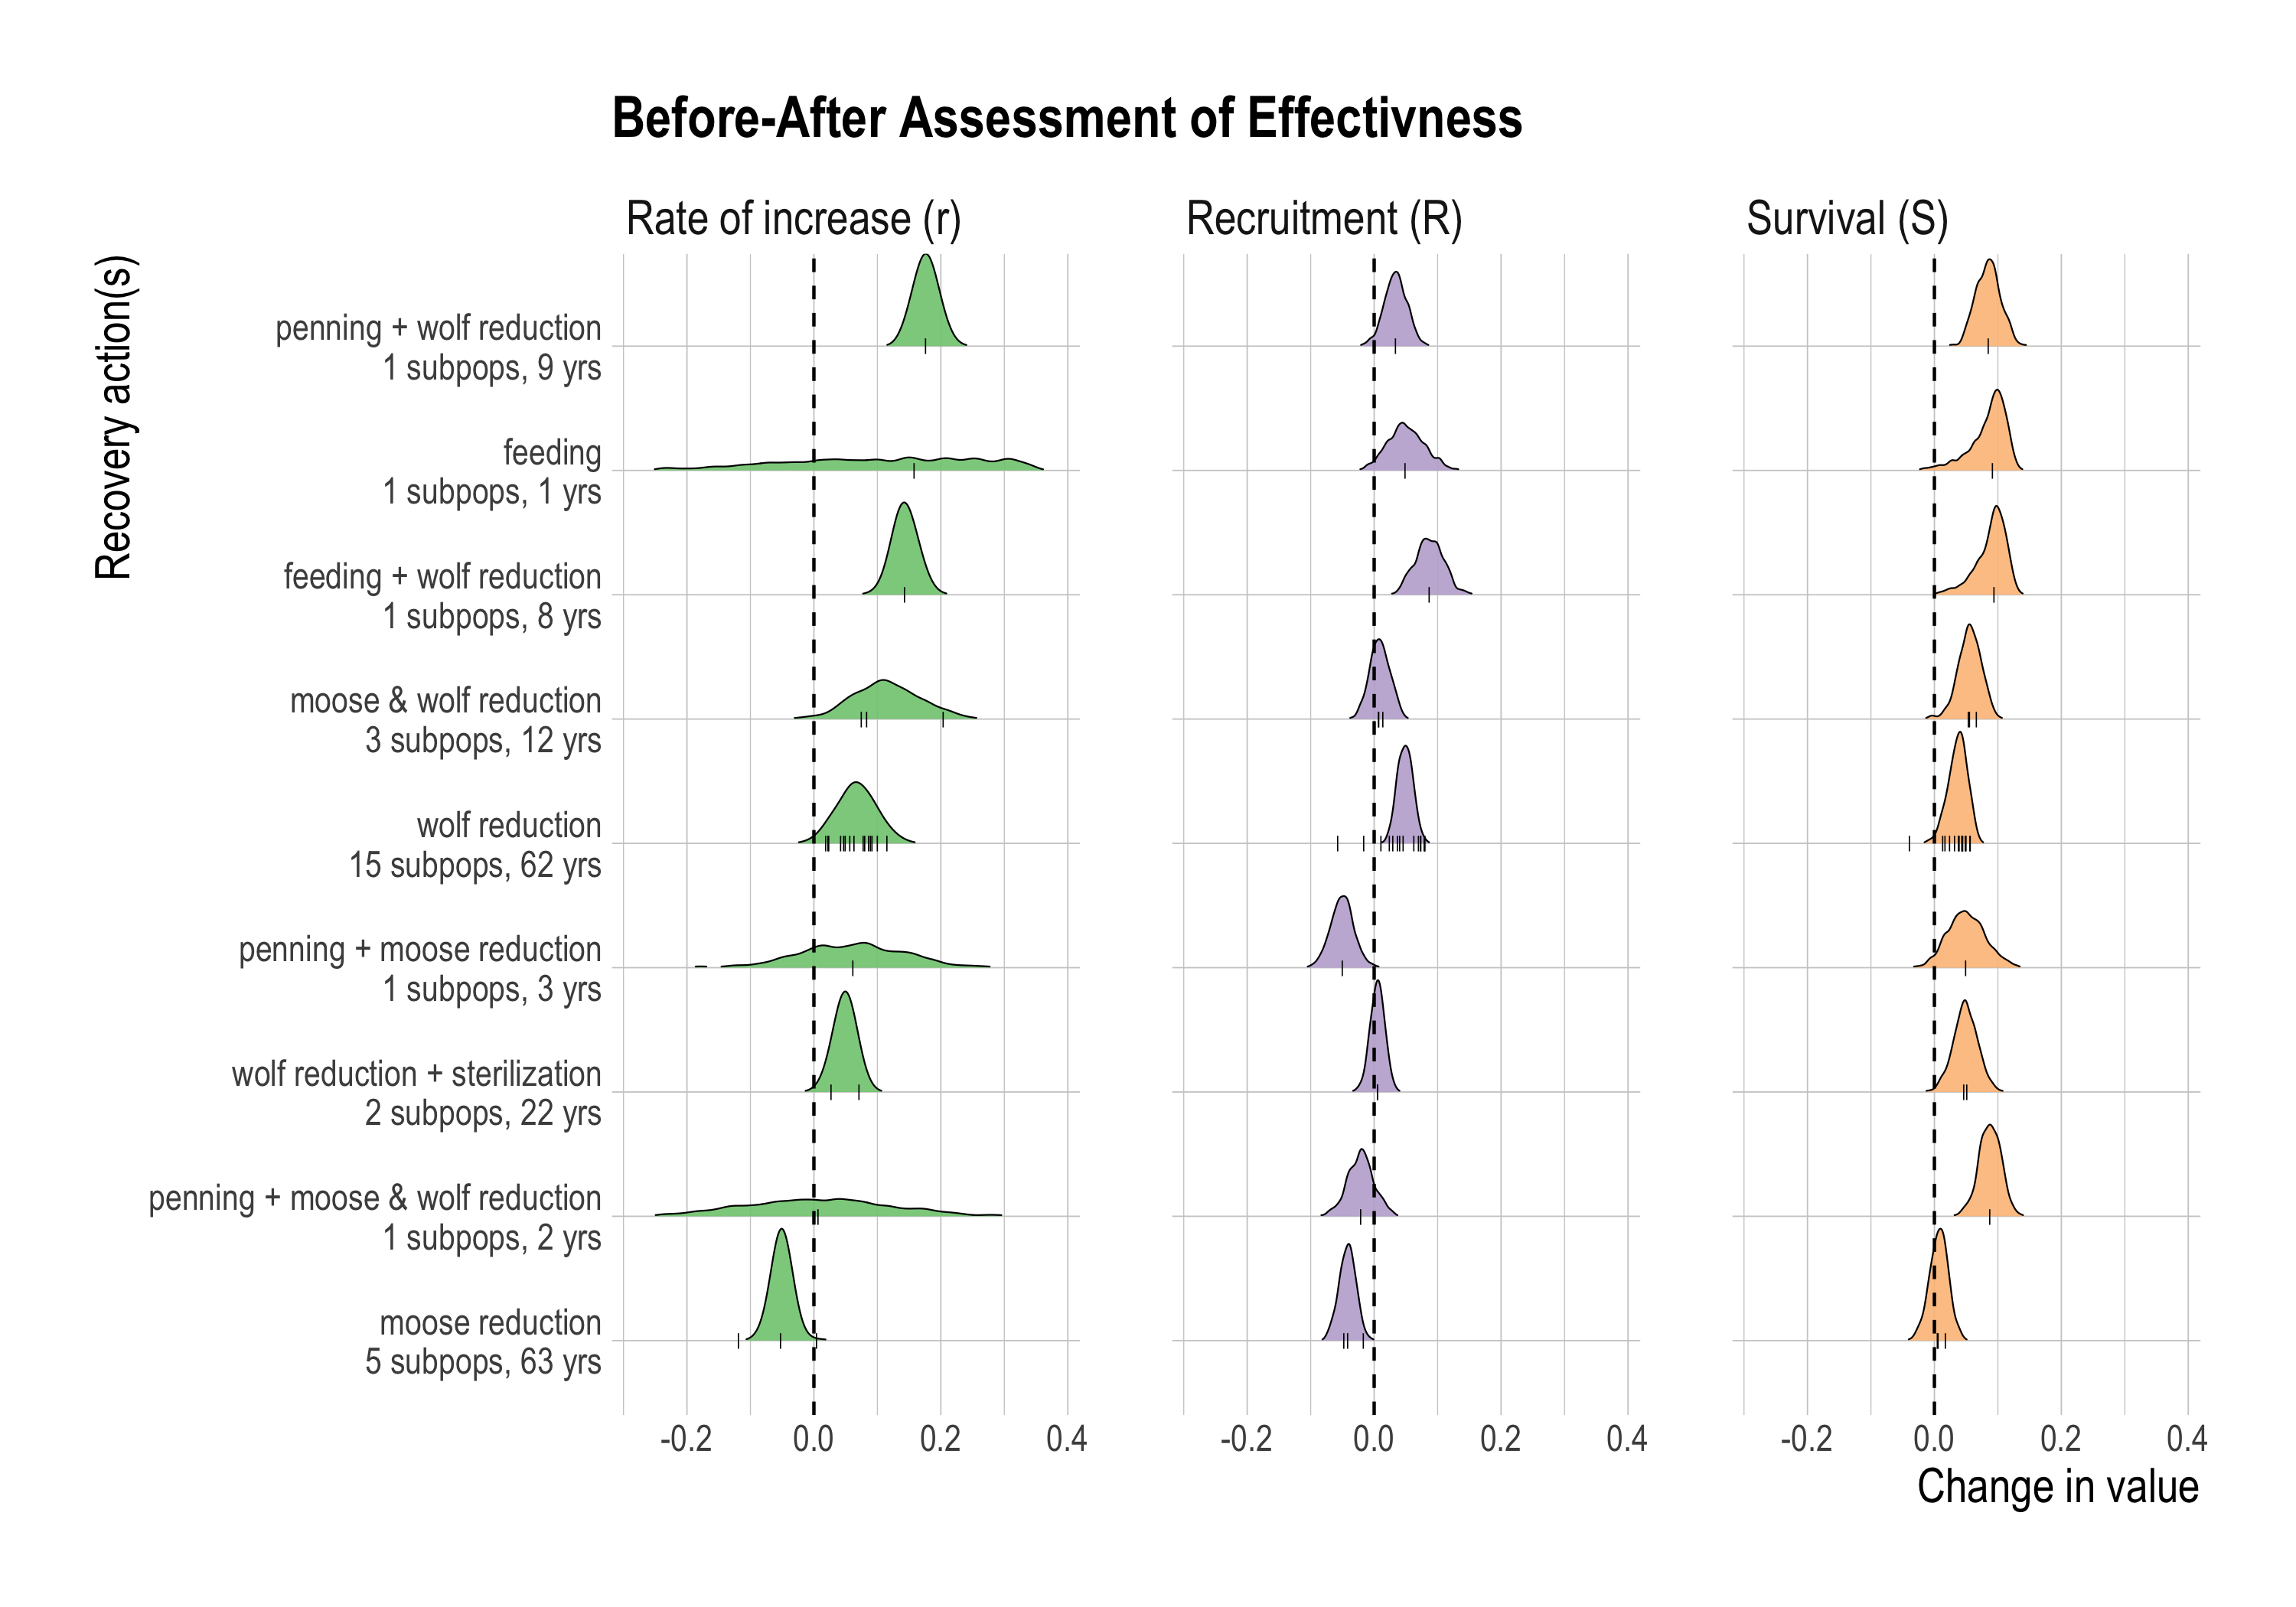 Before-After Assessment of Effectivness
Rate of increase (r)
Recruitment (R)
Survival (S)
Recovery action(s)
penning + wolf reduction
1 subpops, 9 yrs
feeding
1 subpops, 1 yrs
feeding + wolf reduction
1 subpops, 8 yrs
moose & wolf reduction
3 subpops, 12 yrs
wolf reduction
15 subpops, 62 yrs
penning + moose reduction
1 subpops, 3 yrs
wolf reduction + sterilization
2 subpops, 22 yrs
penning + moose & wolf reduction
1 subpops, 2 yrs
moose reduction
5 subpops, 63 yrs
-0.2 0.0 0.2 0.4
-0.2 0.0 0.2 0.4
-0.2 0.0 0.2 0.4
Change in value